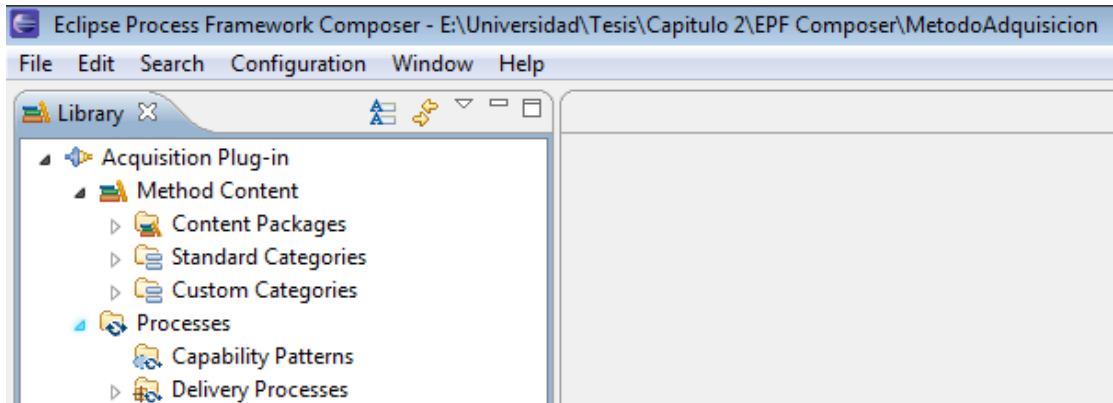 Eclipse Process Framework Composer - E:\Universidad\Tesis\Capitulo 2\EPF Composer\MetodoAdquisicion
File Edit Search Configuration Window Help
Library
Acquisition Plug-in
Method Content
Content Packages
Standard Categories
Custom Categories
Processes
Capability Patterns
Delivery Processes